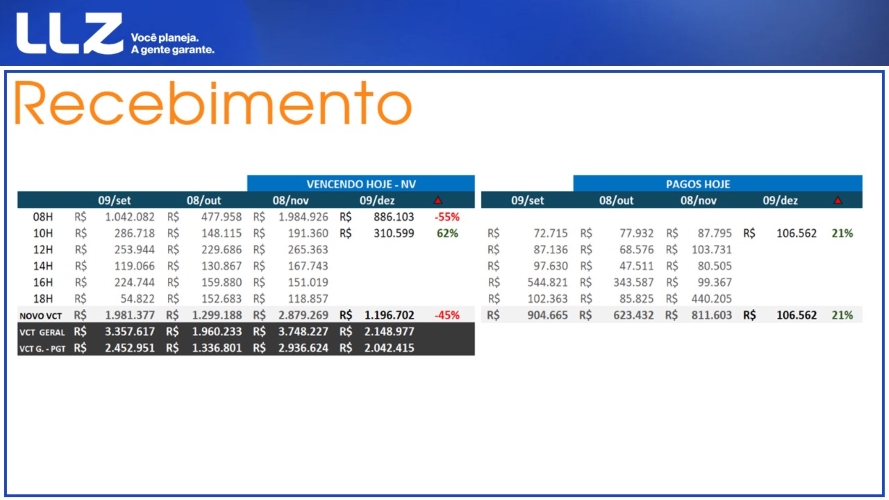 LLZ Você planeja.
A gente garante.
Recebimento
VENCENDO HOJE - NV PAGOS HOJE
09/set 08/out 08/nov 09/dez 09/set 08/out 08/nov 09/dez
08H R$ 1.042.082 R$ 477.958 R$ 1.984.926 R$ 886.103 -55%
10H R$ 286.718 R$ 148.115 R$ 191.360 R$ 310.599 62% R$ 72.715 R$ 77.932 R$ 87.795 R$ 106.562 21%
12H R$ 253.944 R$ 229.686 R$ 265.363 R$ 87.136 R$ 68.576 R$ 103.731
14H R$ 119.066 R$ 130.867 R$ 167.743 R$ 97.630 R$ 47.511 R$ 80.505
16H R$ 224.744 R$ 159.880 R$ 151.019 R$ 544.821 R$ 343.587 R$ 99.367
18H R$ 54.822 R$ 152.683 R$ 118.857 R$ 102.363 R$ 85.825 R$ 440.205
NOVO VCT R$ 1.981.377 R$ 1.299.188 R$ 2.879.269 R$ 1.196.702 -45% R$ 904.665 R$ 623.432 R$ 811.603 R$ 106.562 21%
VCT GERAL R$ 3.357.617 R$ 1.960.233 R$ 3.748.227 R$ 2.148.977
VCT G. - PGT R$ 2.452.951 R$ 1.336.801 R$ 2.936.624 R$ 2.042.415